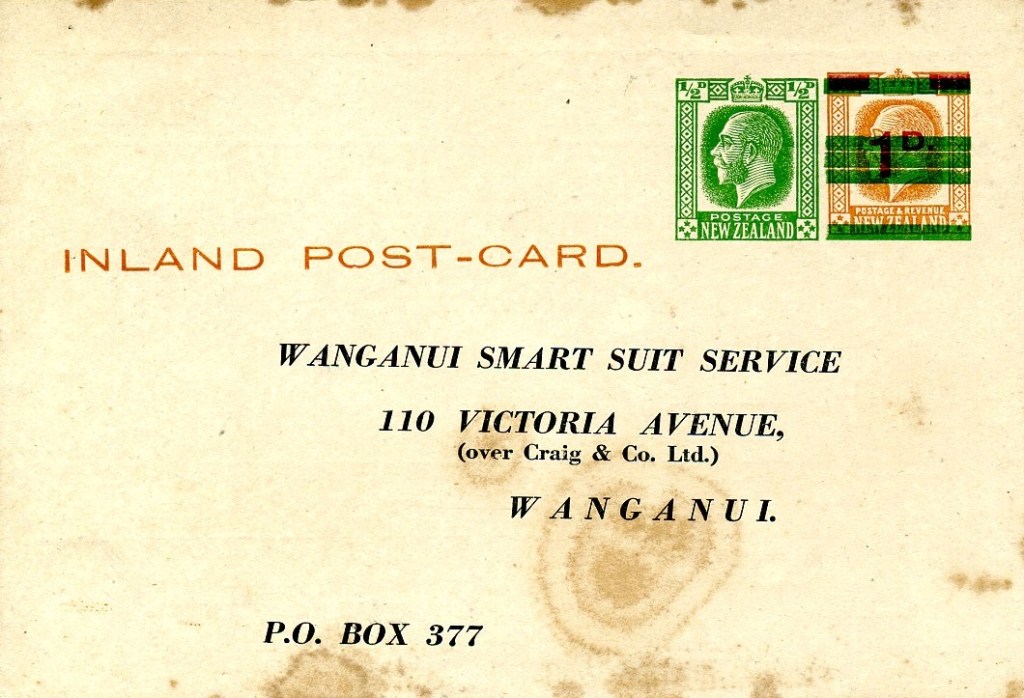 ½D ½D
POSTAGE
NEW ZEALAND
1D.
POSTAGE & REVENUE
NEW ZEALAND
INLAND POST-CARD.
WANGANUI SMART SUIT SERVICE
110 VICTORIA AVENUE,
(over Craig & Co. Ltd.)
WANGANUI.
P.O. BOX 377